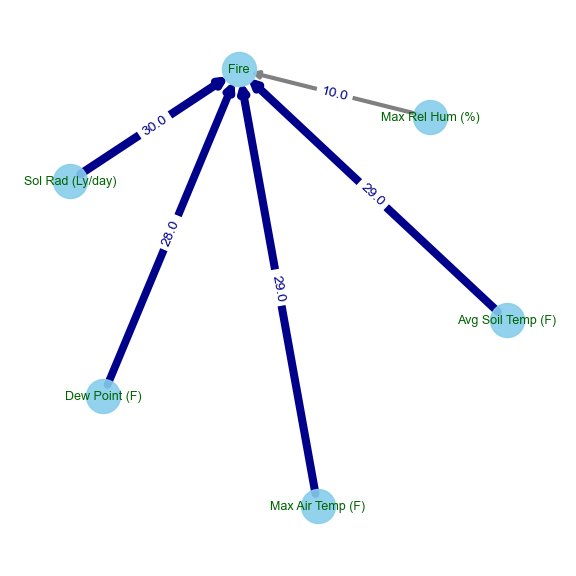 Fire
10.0
Max Rel Hum (%)
30.0
Sol Rad (Ly/day)
29.0
28.0
29.0
Avg Soil Temp (F)
Dew Point (F)
Max Air Temp (F)